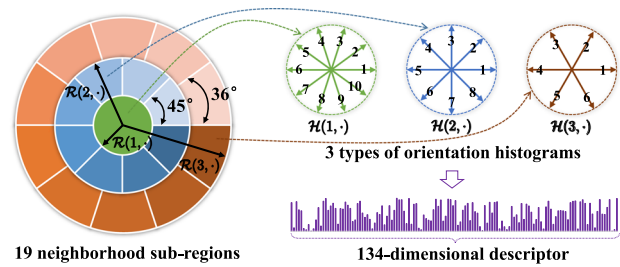 ℛ(2,·)
ℛ(1,·)
ℛ(3,·)
45°
36°
19 neighborhood sub-regions
1 2 3 4 5 6 7 8 9 10
ℋ(1,·)
1 2 3 4 5 6 7 8
ℋ(2,·)
1 2 3 4 5 6
ℋ(3,·)
3 types of orientation histograms
134-dimensional descriptor